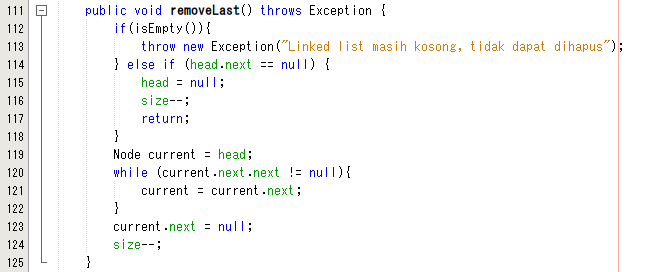 111 public void removeLast() throws Exception {
112 if(isEmpty()){
113 throw new Exception("Linked list masih kosong, tidak dapat dihapus");
114 } else if (head.next == null) {
115 head = null;
116 size--;
117 return;
118 }
119 Node current = head;
120 while (current.next.next != null){
121 current = current.next;
122 }
123 current.next = null;
124 size--;
125 }